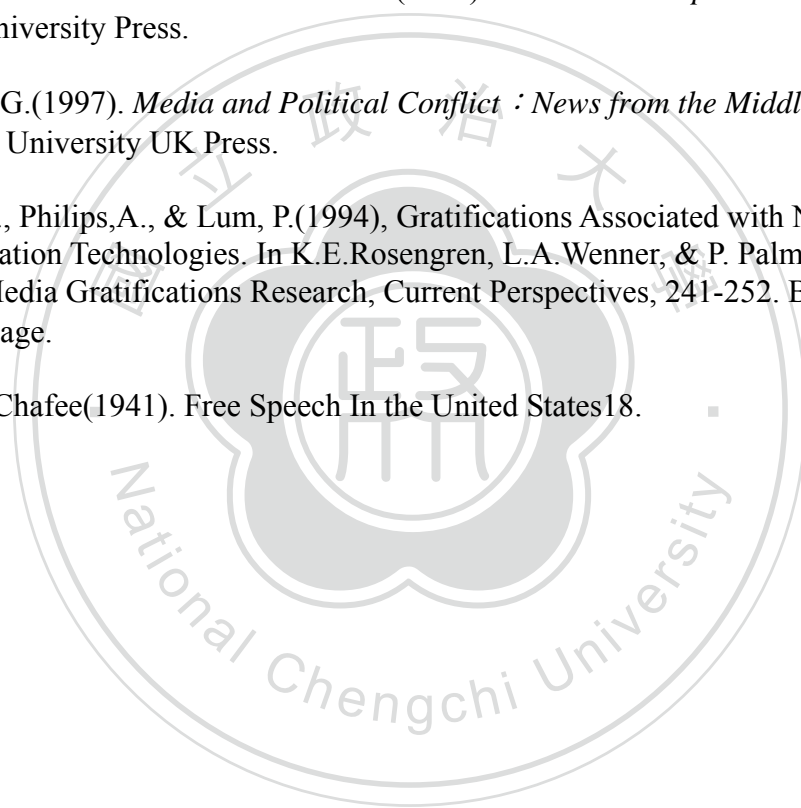 niversity Press.
G.(1997). Media and Political Conflict：News from the Middl
University UK Press.
., Philips,A., & Lum, P.(1994), Gratifications Associated with N
ation Technologies. In K.E.Rosengren, L.A.Wenner, & P. Palm
Media Gratifications Research, Current Perspectives, 241-252. B
age.
Chafee(1941). Free Speech In the United States18.
國立政治大學
政
National Chengchi University